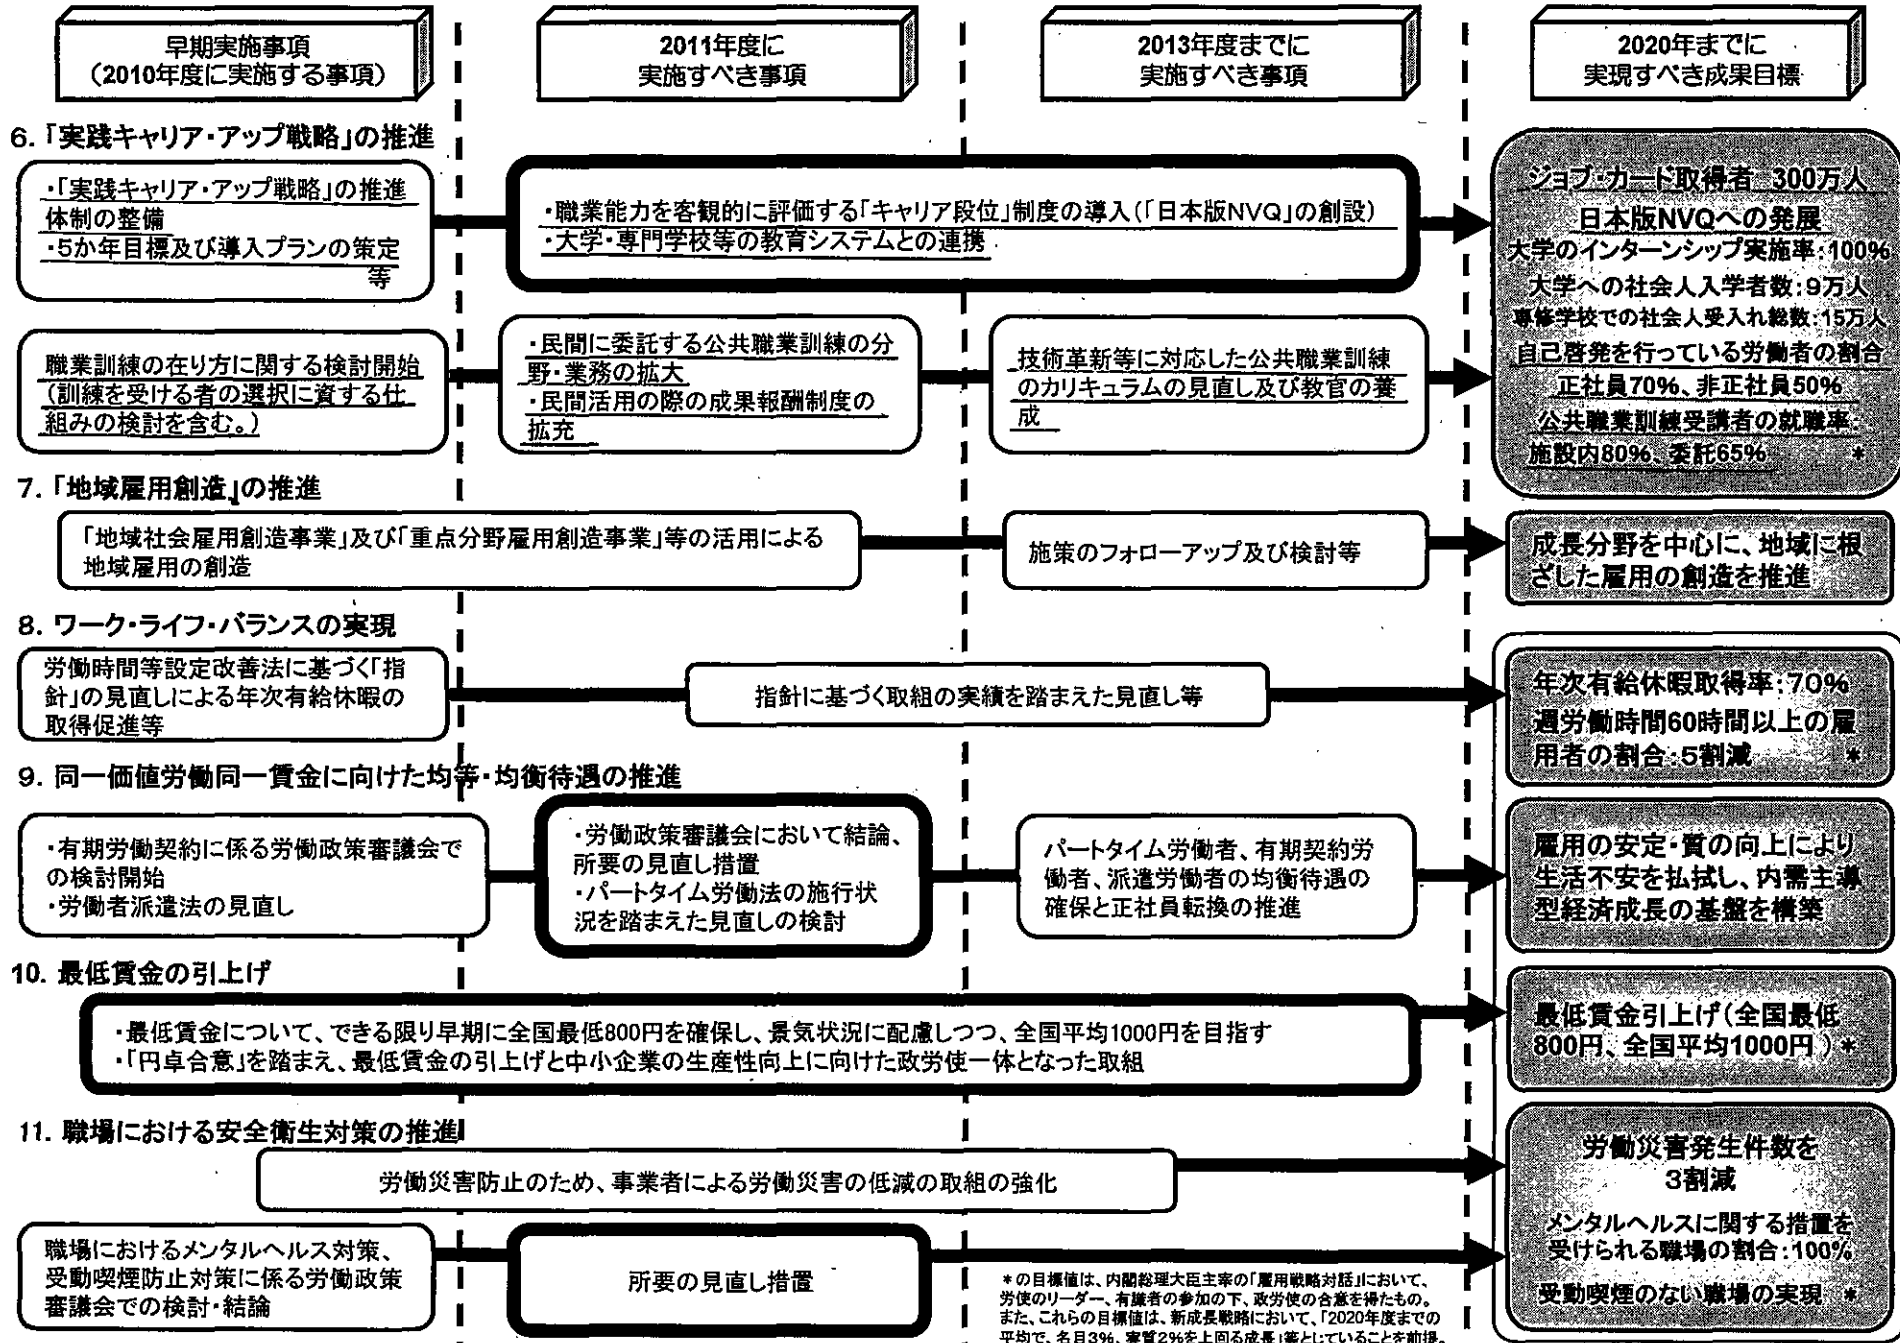 早期実施事項
(2010年度に実施する事項)
2011年度に
実施すべき事項
2013年度までに
実施すべき事項
2020年までに
実現すべき成果目標
6. 「実践キャリア・アップ戦略」の推進
・「実践キャリア・アップ戦略」の推進
体制の整備
・5か年目標及び導入プランの策定
等
・職業能力を客観的に評価する「キャリア段位」制度の導入(「日本版NVQ」の創設)
・大学・専門学校等の教育システムとの連携
ジョブ・カード取得者 300万人
日本版NVQへの発展
大学のインターンシップ実施率:100%
大学への社会人入学者数:9万人
専修学校での社会人受入れ総数:15万人
自己啓発を行っている労働者の割合
正社員70%、非正社員50%
公共職業訓練受講者の就職率:
施設内80%、委託65% *
職業訓練の在り方に関する検討開始
(訓練を受ける者の選択に資する仕
組みの検討を含む。)
・民間に委託する公共職業訓練の分
野・業務の拡大
・民間活用の際の成果報酬制度の
拡充
技術革新等に対応した公共職業訓練
のカリキュラムの見直し及び教官の養
成
7. 「地域雇用創造」の推進
「地域社会雇用創造事業」及び「重点分野雇用創造事業」等の活用による
地域雇用の創造
施策のフォローアップ及び検討等
成長分野を中心に、地域に根
ざした雇用の創造を推進
8. ワーク・ライフ・バランスの実現
労働時間等設定改善法に基づく「指
針」の見直しによる年次有給休暇の
取得促進等
指針に基づく取組の実績を踏まえた見直し等
年次有給休暇取得率:70%
週労働時間60時間以上の雇
用者の割合:5割減 *
9. 同一価値労働同一賃金に向けた均等・均衡待遇の推進
・有期労働契約に係る労働政策審議会で
の検討開始
・労働者派遣法の見直し
・労働政策審議会において結論、
所要の見直し措置
・パートタイム労働法の施行状
況を踏まえた見直しの検討
パートタイム労働者、有期契約労
働者、派遣労働者の均衡待遇の
確保と正社員転換の推進
雇用の安定・質の向上により
生活不安を払拭し、内需主導
型経済成長の基盤を構築
10. 最低賃金の引上げ
・最低賃金について、できる限り早期に全国最低800円を確保し、景気状況に配慮しつつ、全国平均1000円を目指す
・「円卓合意」を踏まえ、最低賃金の引上げと中小企業の生産性向上に向けた政労使一体となった取組
最低賃金引上げ(全国最低
800円、全国平均1000円)*
11. 職場における安全衛生対策の推進
労働災害防止のため、事業者による労働災害の低減の取組の強化
労働災害発生件数を
3割減
メンタルヘルスに関する措置を
受けられる職場の割合:100%
受動喫煙のない職場の実現 *
職場におけるメンタルヘルス対策、
受動喫煙防止対策に係る労働政策
審議会での検討・結論
所要の見直し措置
*の目標値は、内閣総理大臣主宰の「雇用戦略対話」において、
労使のリーダー、有識者の参加の下、政労使の合意を得たもの。
また、これらの目標値は、新成長戦略において、「2020年度までの
平均で、名目3%、実質2%を上回る成長」等としていることを前提。